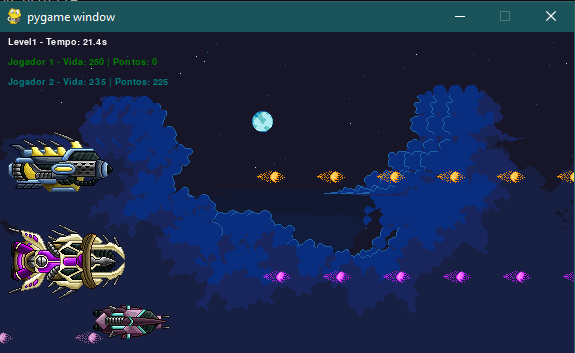 pygame window
Level1 - Tempo: 21.4s
Jogador 1 - Vida: 250 | Pontos: 0
Jogador 2 - Vida: 235 | Pontos: 225